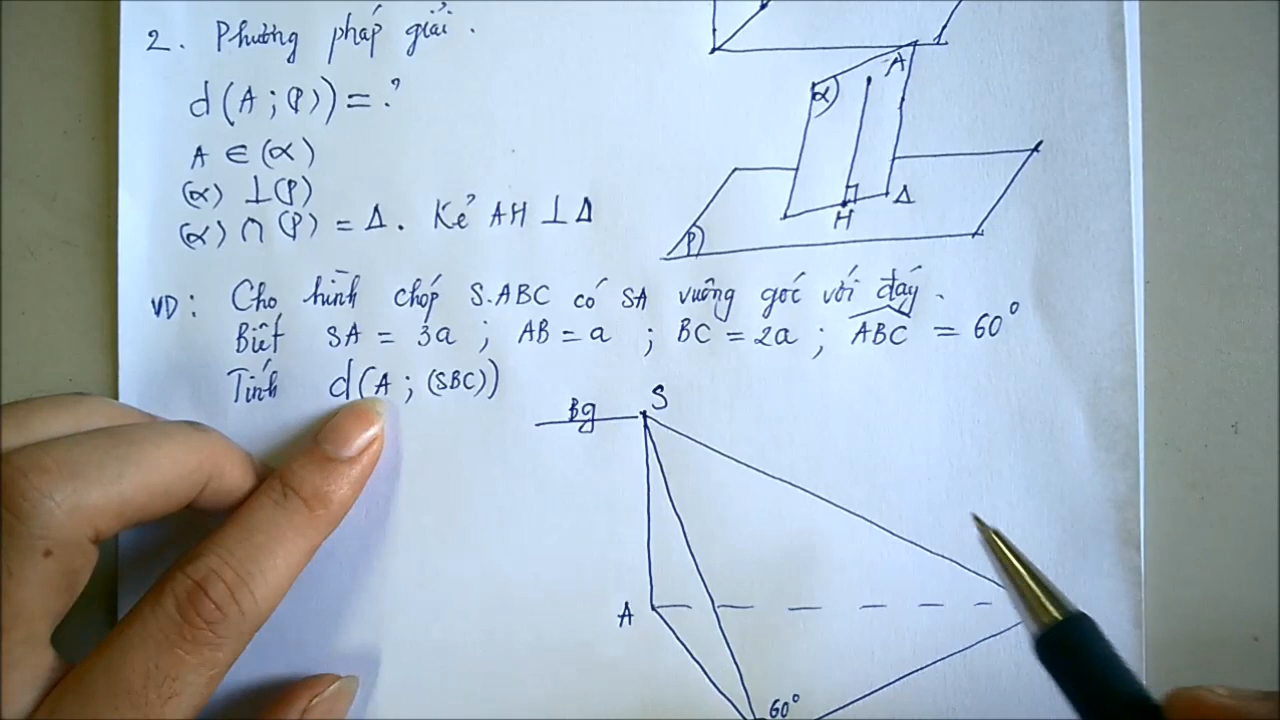 2. Phương pháp giải.
d(A; (P)) = ?
A ∈ (α)
(α) ⊥ (P)
(α) ∩ (P) = Δ. Kẻ AH ⊥ Δ
A
α)
H
Δ
P)
VD: Cho hình chóp S.ABC có SA vuông góc với đáy.
Biết SA = 3a; AB = a; BC = 2a; ABC = 60°
Tính d(A; (SBC))
Bg
S
A
60°